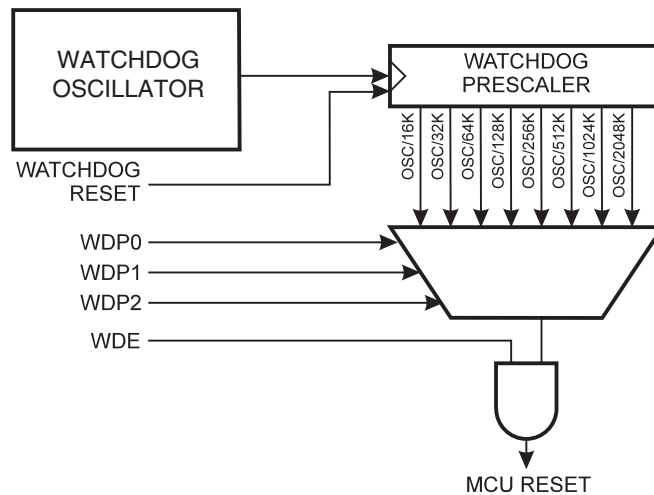 WATCHDOG
OSCILLATOR
WATCHDOG
PRESCALER
OSC/16K
OSC/32K
OSC/64K
OSC/128K
OSC/256K
OSC/512K
OSC/1024K
OSC/2048K
WATCHDOG
RESET
WDP0
WDP1
WDP2
WDE
MCU RESET